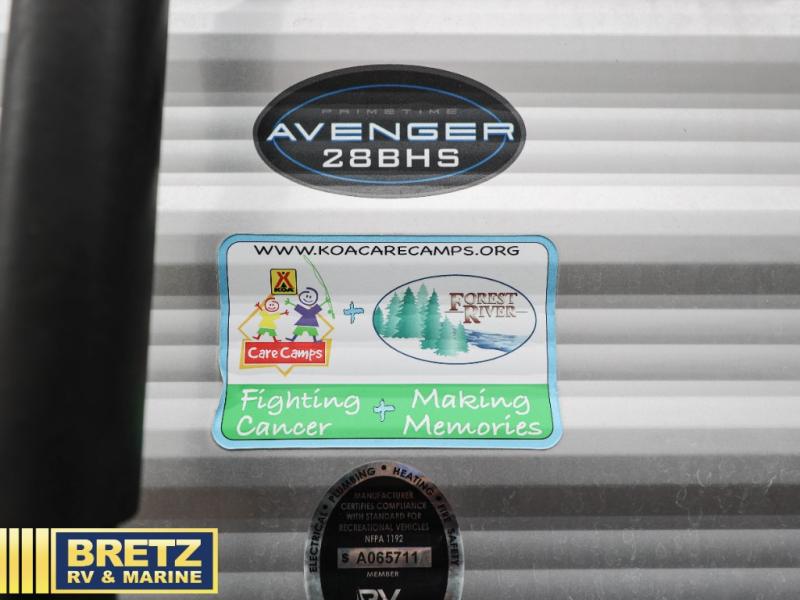 PRIMETIME
AVENGER
28BHS
WWW.KOACARECAMPS.ORG
KOA
Care Camps
+
FOREST
RIVER
Fighting
Cancer
+
Making
Memories
ELECTRICAL • PLUMBING • HEATING • FIRE SAFETY
MANUFACTURER
CERTIFIES COMPLIANCE
WITH STANDARD FOR
RECREATIONAL VEHICLES
NFPA 1192
S A065711
MEMBER
RV
BRETZ
RV & MARINE